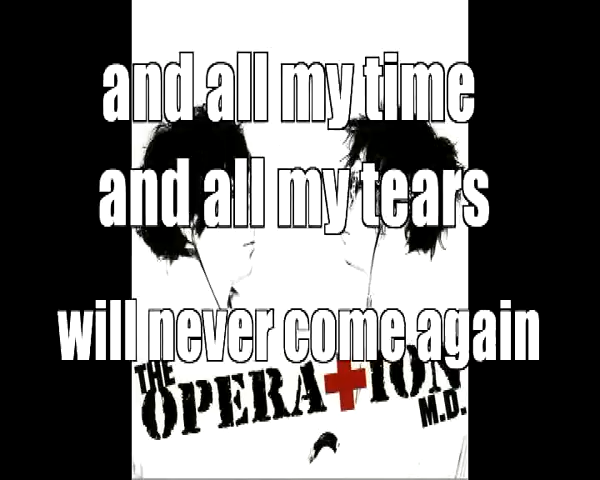 and all my time
and all my tears
will never come again
THE
OPERATION
M.D.